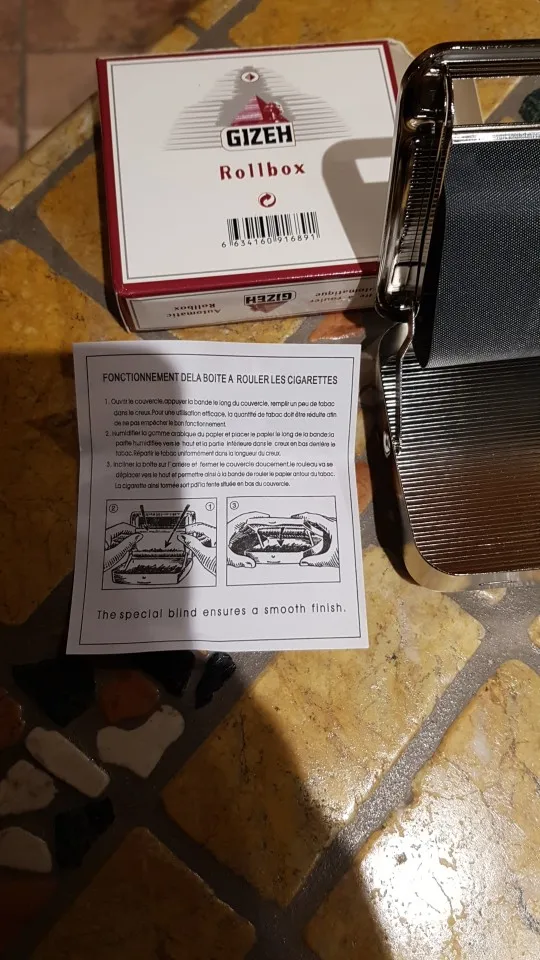 GIZEH
Rollbox
6 634160 916891
Automatic
Rollbox
GIZEH
à rouler
automatique
FONCTIONNEMENT DELA BOITE A ROULER LES CIGARETTES
1. Ouvrir le couvercle,appuyer la bande le long du couvercle, remplir un peu de tabac
dans le creux.Pour une utilisation efficace, la quantité de tabac doit être réduite afin
de ne pas empêcher le bon fonctionnement.
2. Humidifier la gomme arabique du papier et placer le papier le long de la bande:la
partie humidifiée vers le haut et la partie intérieure dans le creux en bas derrière le
tabac.Répartir le tabac uniformément dans la longueur du creux.
3. Incliner la boîte sur l'arrière et fermer le couvercle doucement,le rouleau va se
déplacer vers le haut et permettre ainsi à la bande de rouler le papier autour du tabac.
La cigarette ainsi formée sort par la fente située en bas du couvercle.
2 1 3
The special blind ensures a smooth finish.